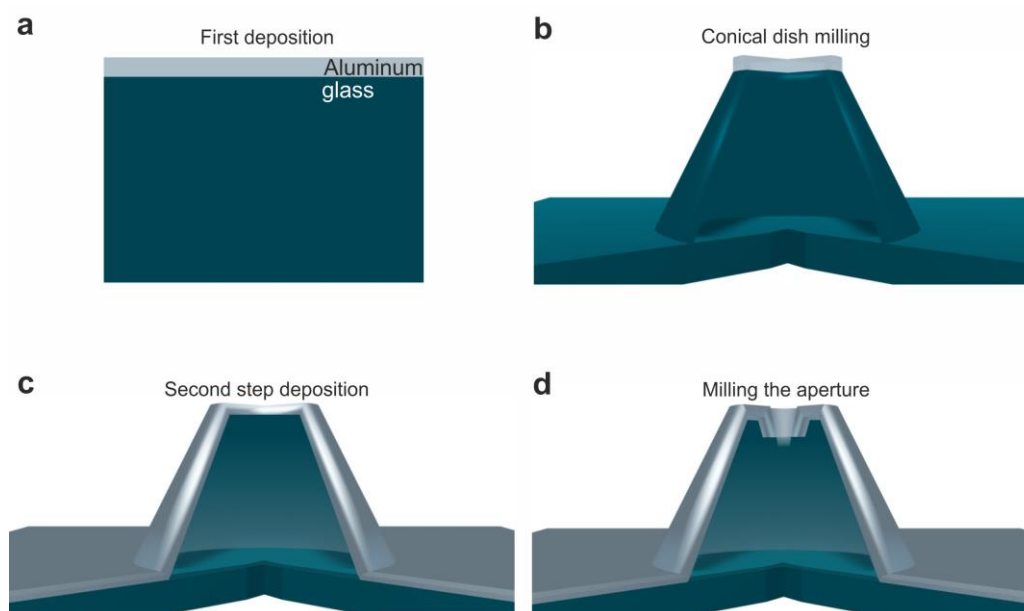 a
First deposition
Aluminum
glass
b
Conical dish milling
c
Second step deposition
d
Milling the aperture